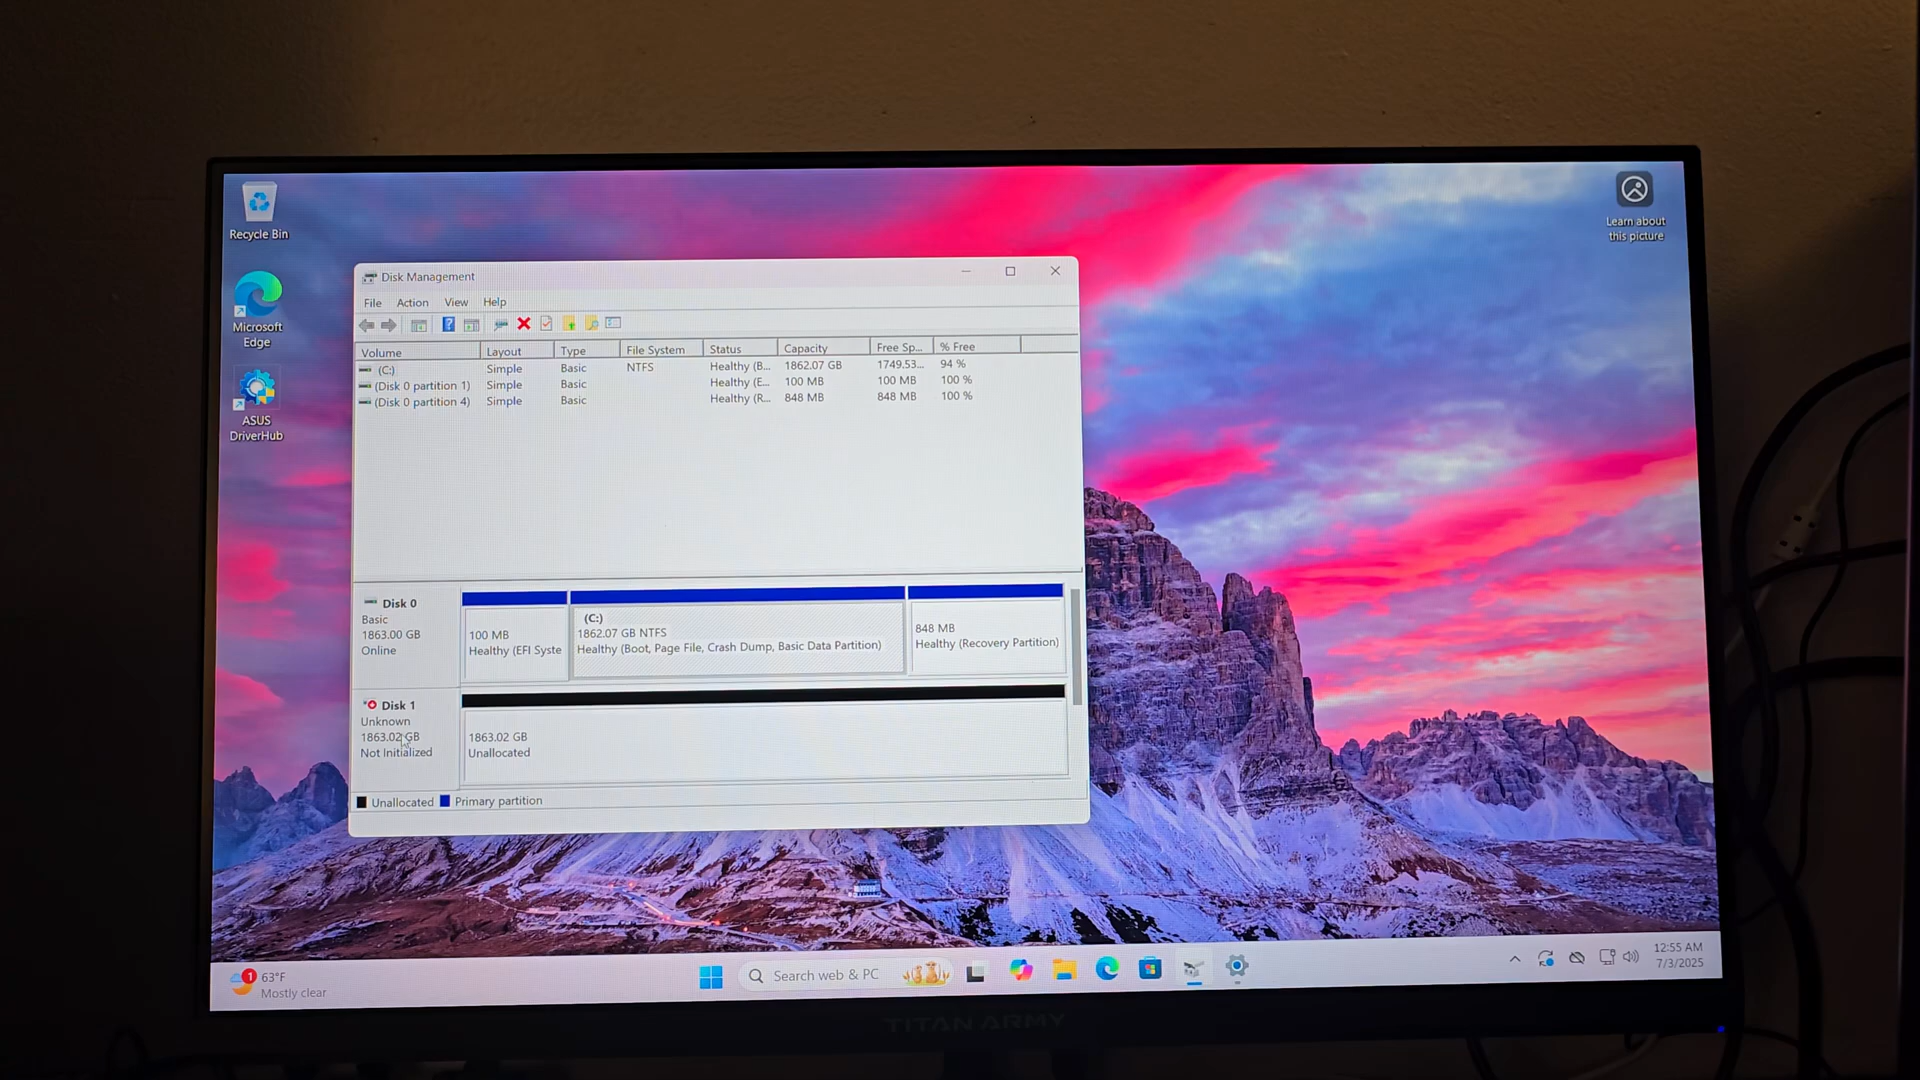 Recycle Bin
Learn about
this picture
Microsoft
Edge
ASUS
DriverHub
Disk Management
File Action View Help
Volume Layout Type File System Status Capacity Free Sp... % Free
(C:) Simple Basic NTFS Healthy (B... 1862.07 GB 1749.53... 94 %
(Disk 0 partition 1) Simple Basic Healthy (E... 100 MB 100 MB 100 %
(Disk 0 partition 4) Simple Basic Healthy (R... 848 MB 848 MB 100 %
Disk 0
Basic
1863.00 GB
Online
100 MB
Healthy (EFI Syste
(C:)
1862.07 GB NTFS
Healthy (Boot, Page File, Crash Dump, Basic Data Partition)
848 MB
Healthy (Recovery Partition)
Disk 1
Unknown
1863.02 GB
Not Initialized
1863.02 GB
Unallocated
Unallocated Primary partition
1
63°F
Mostly clear
Search web & PC
12:55 AM
7/3/2025
TITAN ARMY